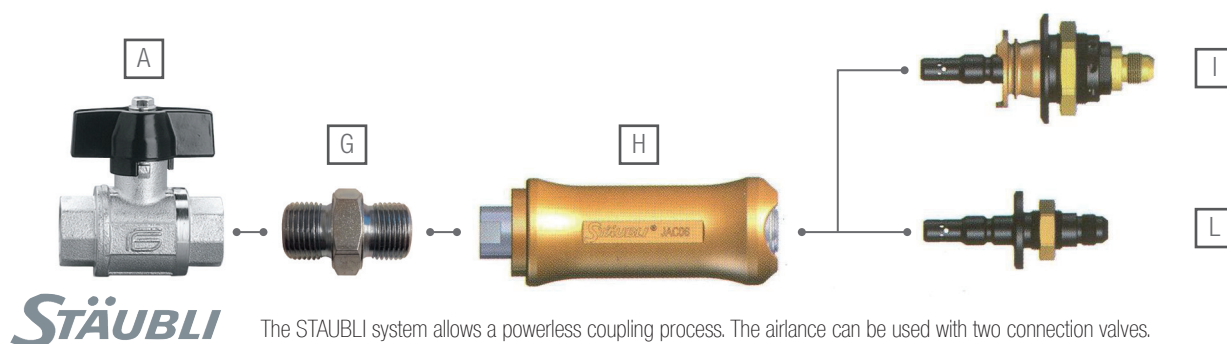 A
I
G
H
STÄUBLI® JAC06
L
STÄUBLI
The STAUBLI system allows a powerless coupling process. The airlance can be used with two connection valves.